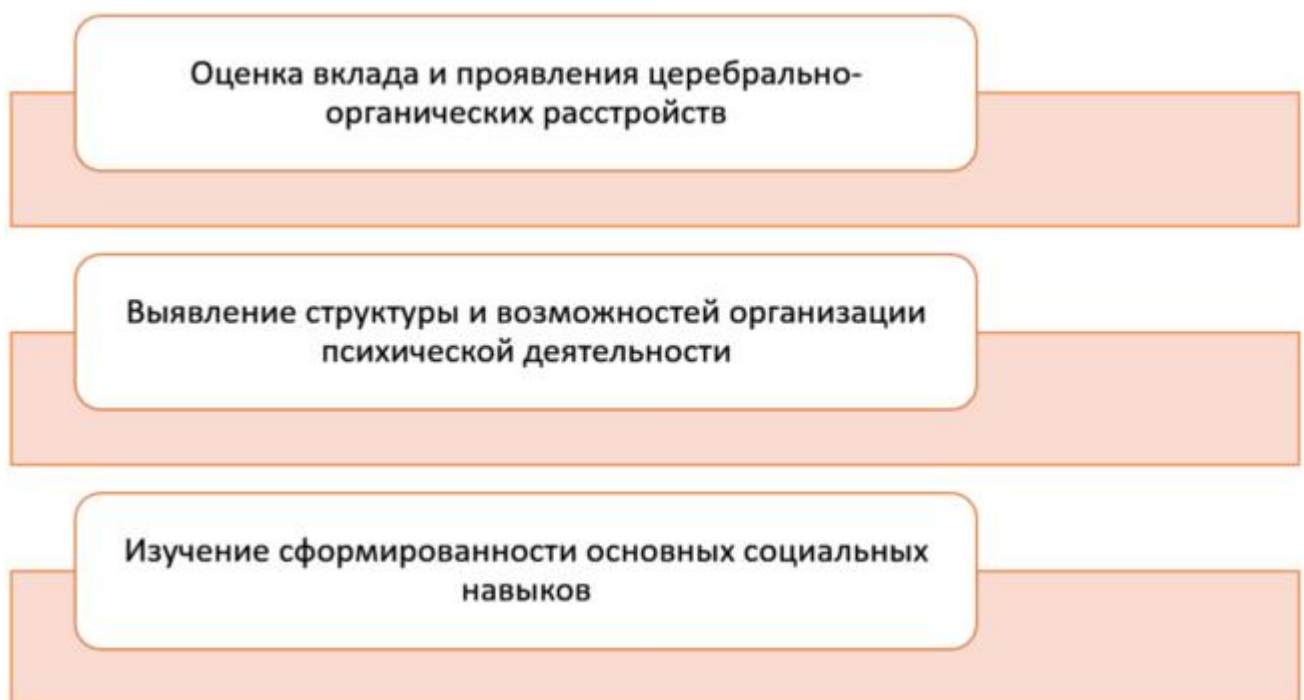 Оценка вклада и проявления церебрально-
органических расстройств
Выявление структуры и возможностей организации
психической деятельности
Изучение сформированности основных социальных
навыков